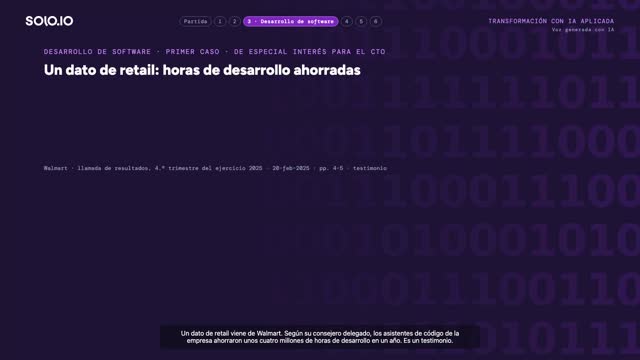 SOLO.IO
Partida 1 2 3 · Desarrollo de software 4 5 6
TRANSFORMACIÓN CON IA APLICADA
Voz generada con IA
DESARROLLO DE SOFTWARE · PRIMER CASO · DE ESPECIAL INTERÉS PARA EL CTO
Un dato de retail: horas de desarrollo ahorradas
Walmart · llamada de resultados, 4.º trimestre del ejercicio 2025 · 20-feb-2025 · pp. 4-5 · testimonio
Un dato de retail viene de Walmart. Según su consejero delegado, los asistentes de código de la
empresa ahorraron unos cuatro millones de horas de desarrollo en un año. Es un testimonio.